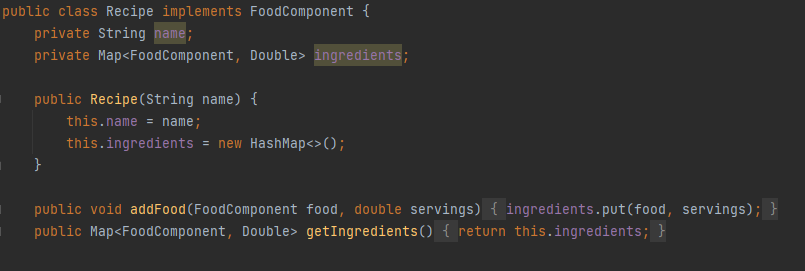 public class Recipe implements FoodComponent {
private String name;
private Map<FoodComponent, Double> ingredients;
public Recipe(String name) {
this.name = name;
this.ingredients = new HashMap<>();
}
public void addFood(FoodComponent food, double servings) { ingredients.put(food, servings); }
public Map<FoodComponent, Double> getIngredients() { return this.ingredients; }